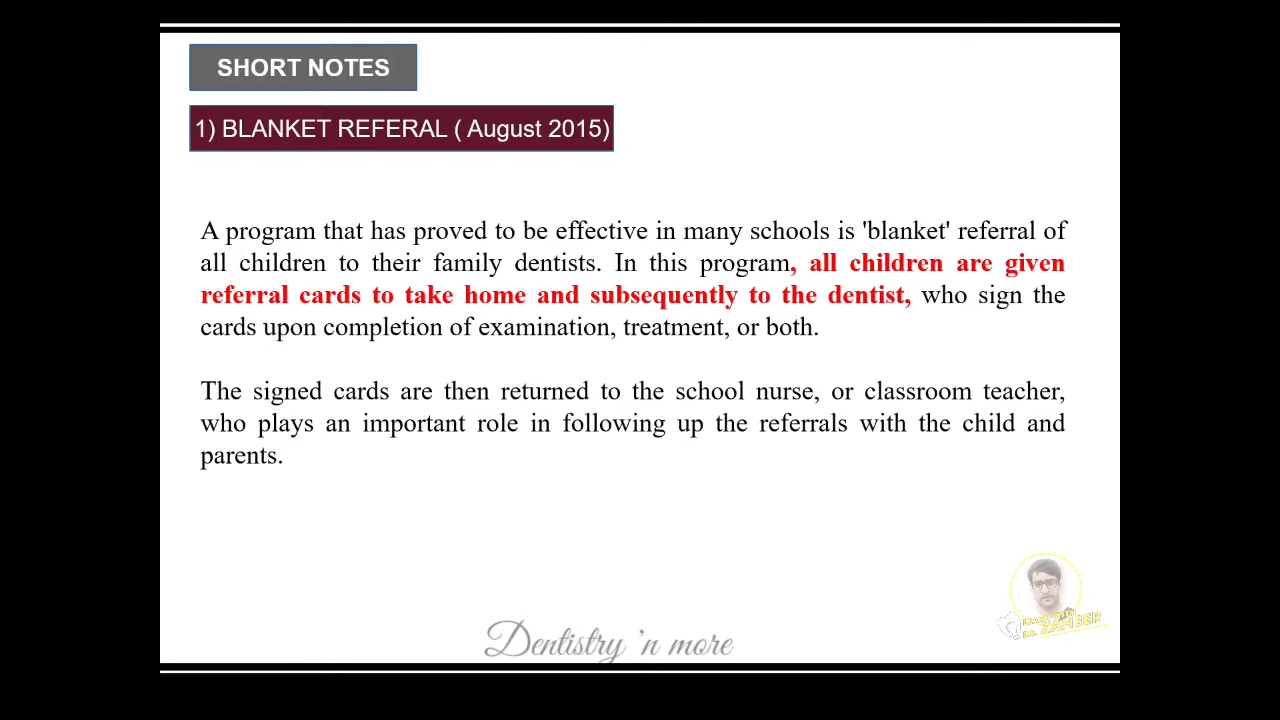 SHORT NOTES
1) BLANKET REFERAL ( August 2015)
A program that has proved to be effective in many schools is 'blanket' referral of
all children to their family dentists. In this program, all children are given
referral cards to take home and subsequently to the dentist, who sign the
cards upon completion of examination, treatment, or both.
The signed cards are then returned to the school nurse, or classroom teacher,
who plays an important role in following up the referrals with the child and
parents.
DR. ZAMEER
Dentistry 'n more